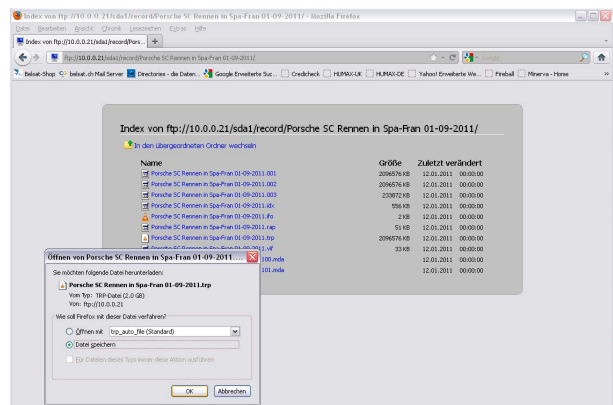 Index von ftp://10.0.0.21/sda1/record/Porsche SC Rennen in Spa-Fran 01-09-2011/ - Mozilla Firefox
Datei Bearbeiten Ansicht Chronik Lesezeichen Extras Hilfe
Index von ftp://10.0.0.21/sda1/record/Pors...
ftp://10.0.0.21/sda1/record/Porsche SC Rennen in Spa-Fran 01-09-2011/
Google
Belsat-Shop belsat.ch Mail Server Directories - die Daten... Google Erweiterte Suc... Credicheck HUMAX-UK HUMAX-DE Yahoo! Erweiterte We... Fireball Minerva - Home
Index von ftp://10.0.0.21/sda1/record/Porsche SC Rennen in Spa-Fran 01-09-2011/
In den übergeordneten Ordner wechseln
Name Größe Zuletzt verändert
Porsche SC Rennen in Spa-Fran 01-09-2011.001 2096576 KB 12.01.2011 00:00:00
Porsche SC Rennen in Spa-Fran 01-09-2011.002 2096576 KB 12.01.2011 00:00:00
Porsche SC Rennen in Spa-Fran 01-09-2011.003 233872 KB 12.01.2011 00:00:00
Porsche SC Rennen in Spa-Fran 01-09-2011.idx 556 KB 12.01.2011 00:00:00
Porsche SC Rennen in Spa-Fran 01-09-2011.ifo 2 KB 12.01.2011 00:00:00
Porsche SC Rennen in Spa-Fran 01-09-2011.rap 51 KB 12.01.2011 00:00:00
Porsche SC Rennen in Spa-Fran 01-09-2011.trp 2096576 KB 12.01.2011 00:00:00
Porsche SC Rennen in Spa-Fran 01-09-2011.vif 33 KB 12.01.2011 00:00:00
100.mda 12.01.2011 00:00:00
101.mda 12.01.2011 00:00:00
Öffnen von Porsche SC Rennen in Spa-Fran 01-09-2011....
Sie möchten folgende Datei herunterladen:
Porsche SC Rennen in Spa-Fran 01-09-2011.trp
Vom Typ: TRP-Datei (2.0 GB)
Von: ftp://10.0.0.21
Wie soll Firefox mit dieser Datei verfahren?
Öffnen mit trp_auto_file (Standard)
Datei speichern
Für Dateien dieses Typs immer diese Aktion ausführen
OK Abbrechen